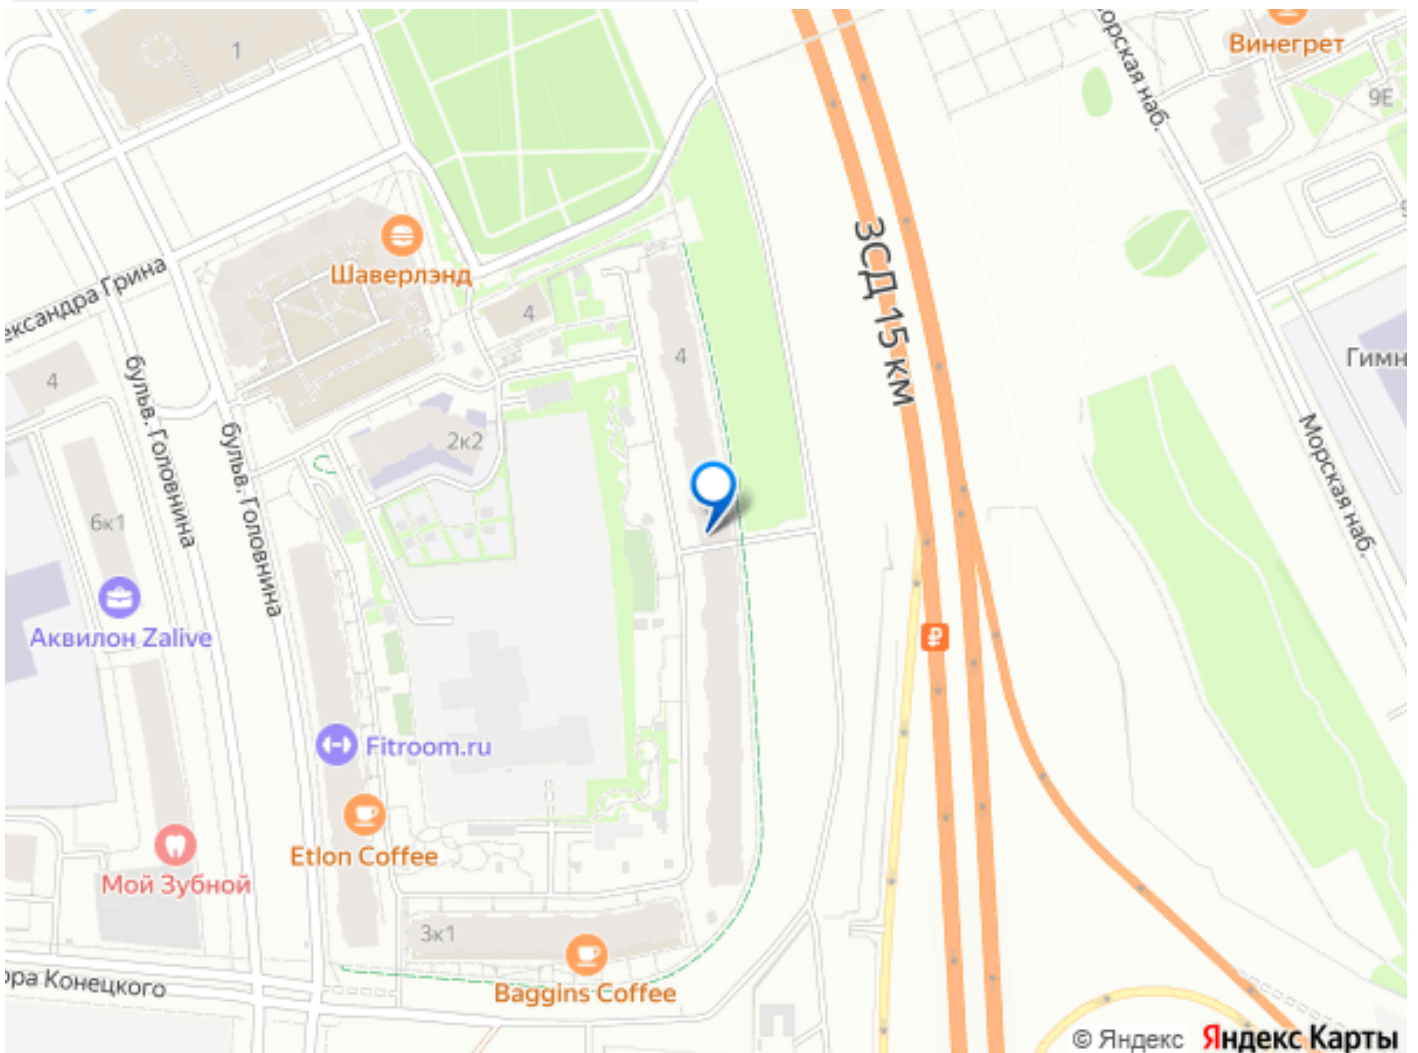 1
Винегрет
Морская наб.
9Е
Шаверлэнд
ександра Грина
ЗСД 15 км
4
4
4
Гимн
бульв. Головнина
бульв. Головнина
2к2
Морская наб.
6к1
Аквилон Zalive
₽
Fitroom.ru
Etlon Coffee
Мой Зубной
3к1
ора Конецкого
Baggins Coffee
© Яндекс Яндекс Карты